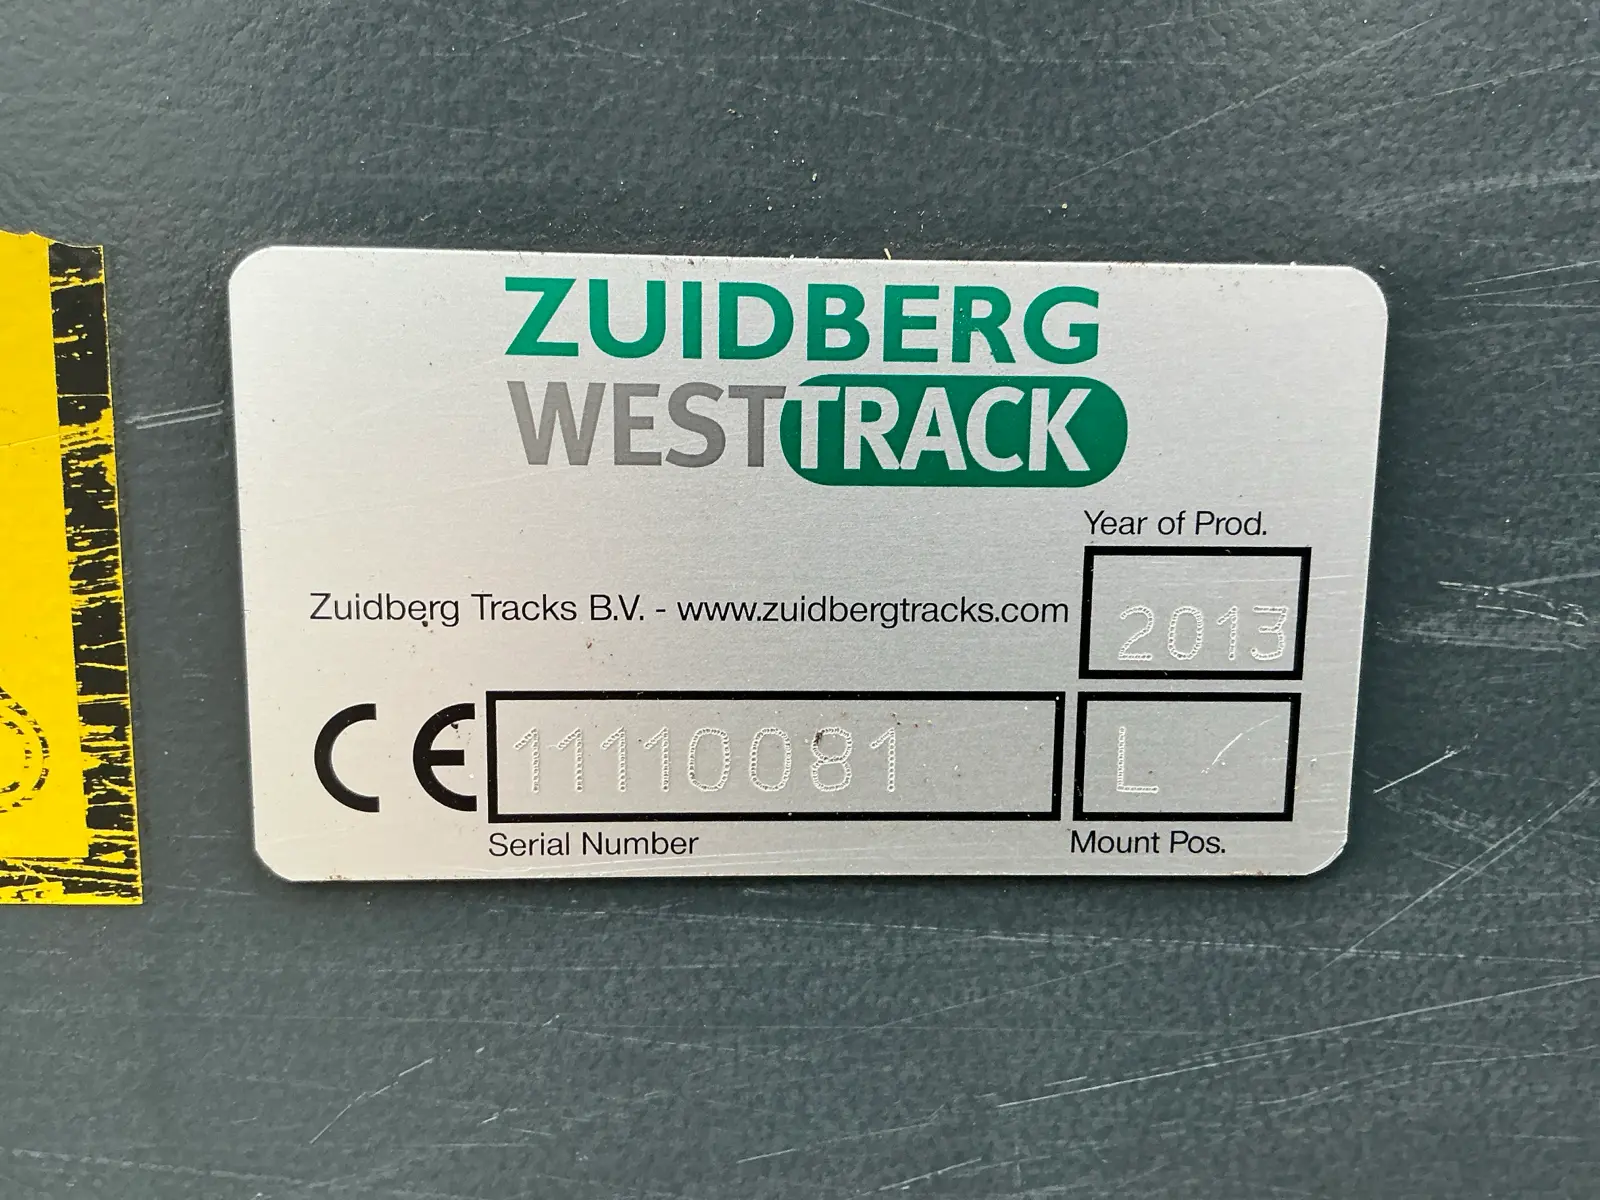 ZUIDBERG
WESTTRACK
Year of Prod.
2013
Zuidberg Tracks B.V. - www.zuidbergtracks.com
CE
11110081
L
Serial Number
Mount Pos.